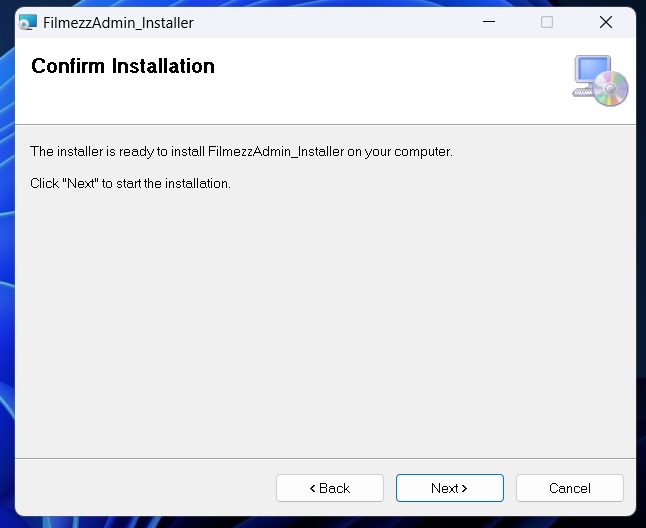 FilmezzAdmin_Installer
Confirm Installation
The installer is ready to install FilmezzAdmin_Installer on your computer.
Click "Next" to start the installation.
< Back
Next >
Cancel